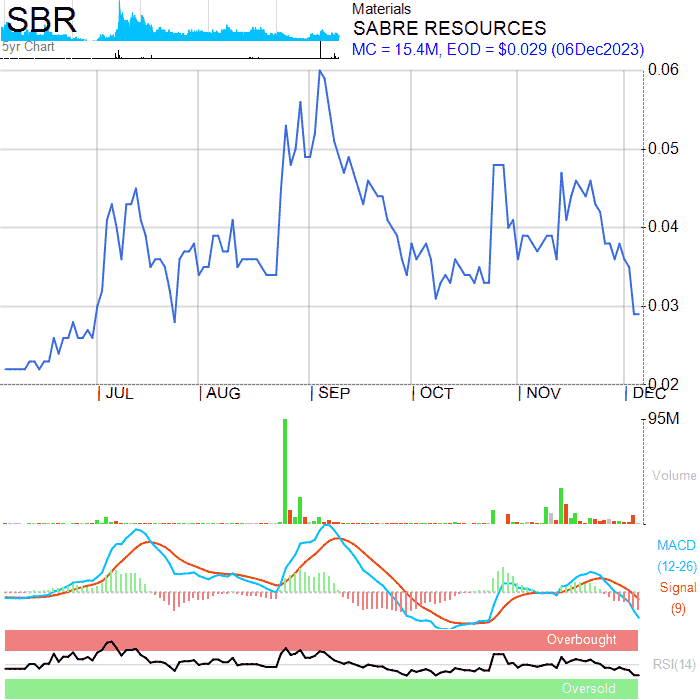 SBR
5yr Chart
Materials
SABRE RESOURCES
MC = 15.4M, EOD = $0.029 (06Dec2023)
0.06
0.05
0.04
0.03
0.02
JUL AUG SEP OCT NOV DEC
95M
Volume
MACD
(12-26)
Signal
(9)
Overbought
RSI(14)
Oversold